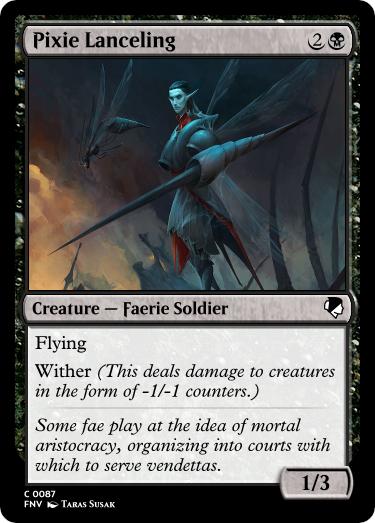 Pixie Lanceling 2
Creature — Faerie Soldier
Flying
Wither (This deals damage to creatures
in the form of -1/-1 counters.)
Some fae play at the idea of mortal
aristocracy, organizing into courts with
which to serve vendettas.
1/3
C 0087
FNV Taras Susak